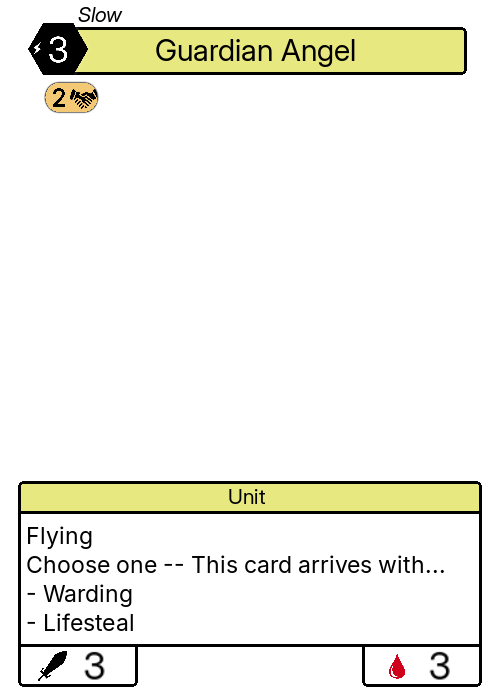 Slow
3
Guardian Angel
2
Unit
Flying
Choose one -- This card arrives with...
- Warding
- Lifesteal
3
3